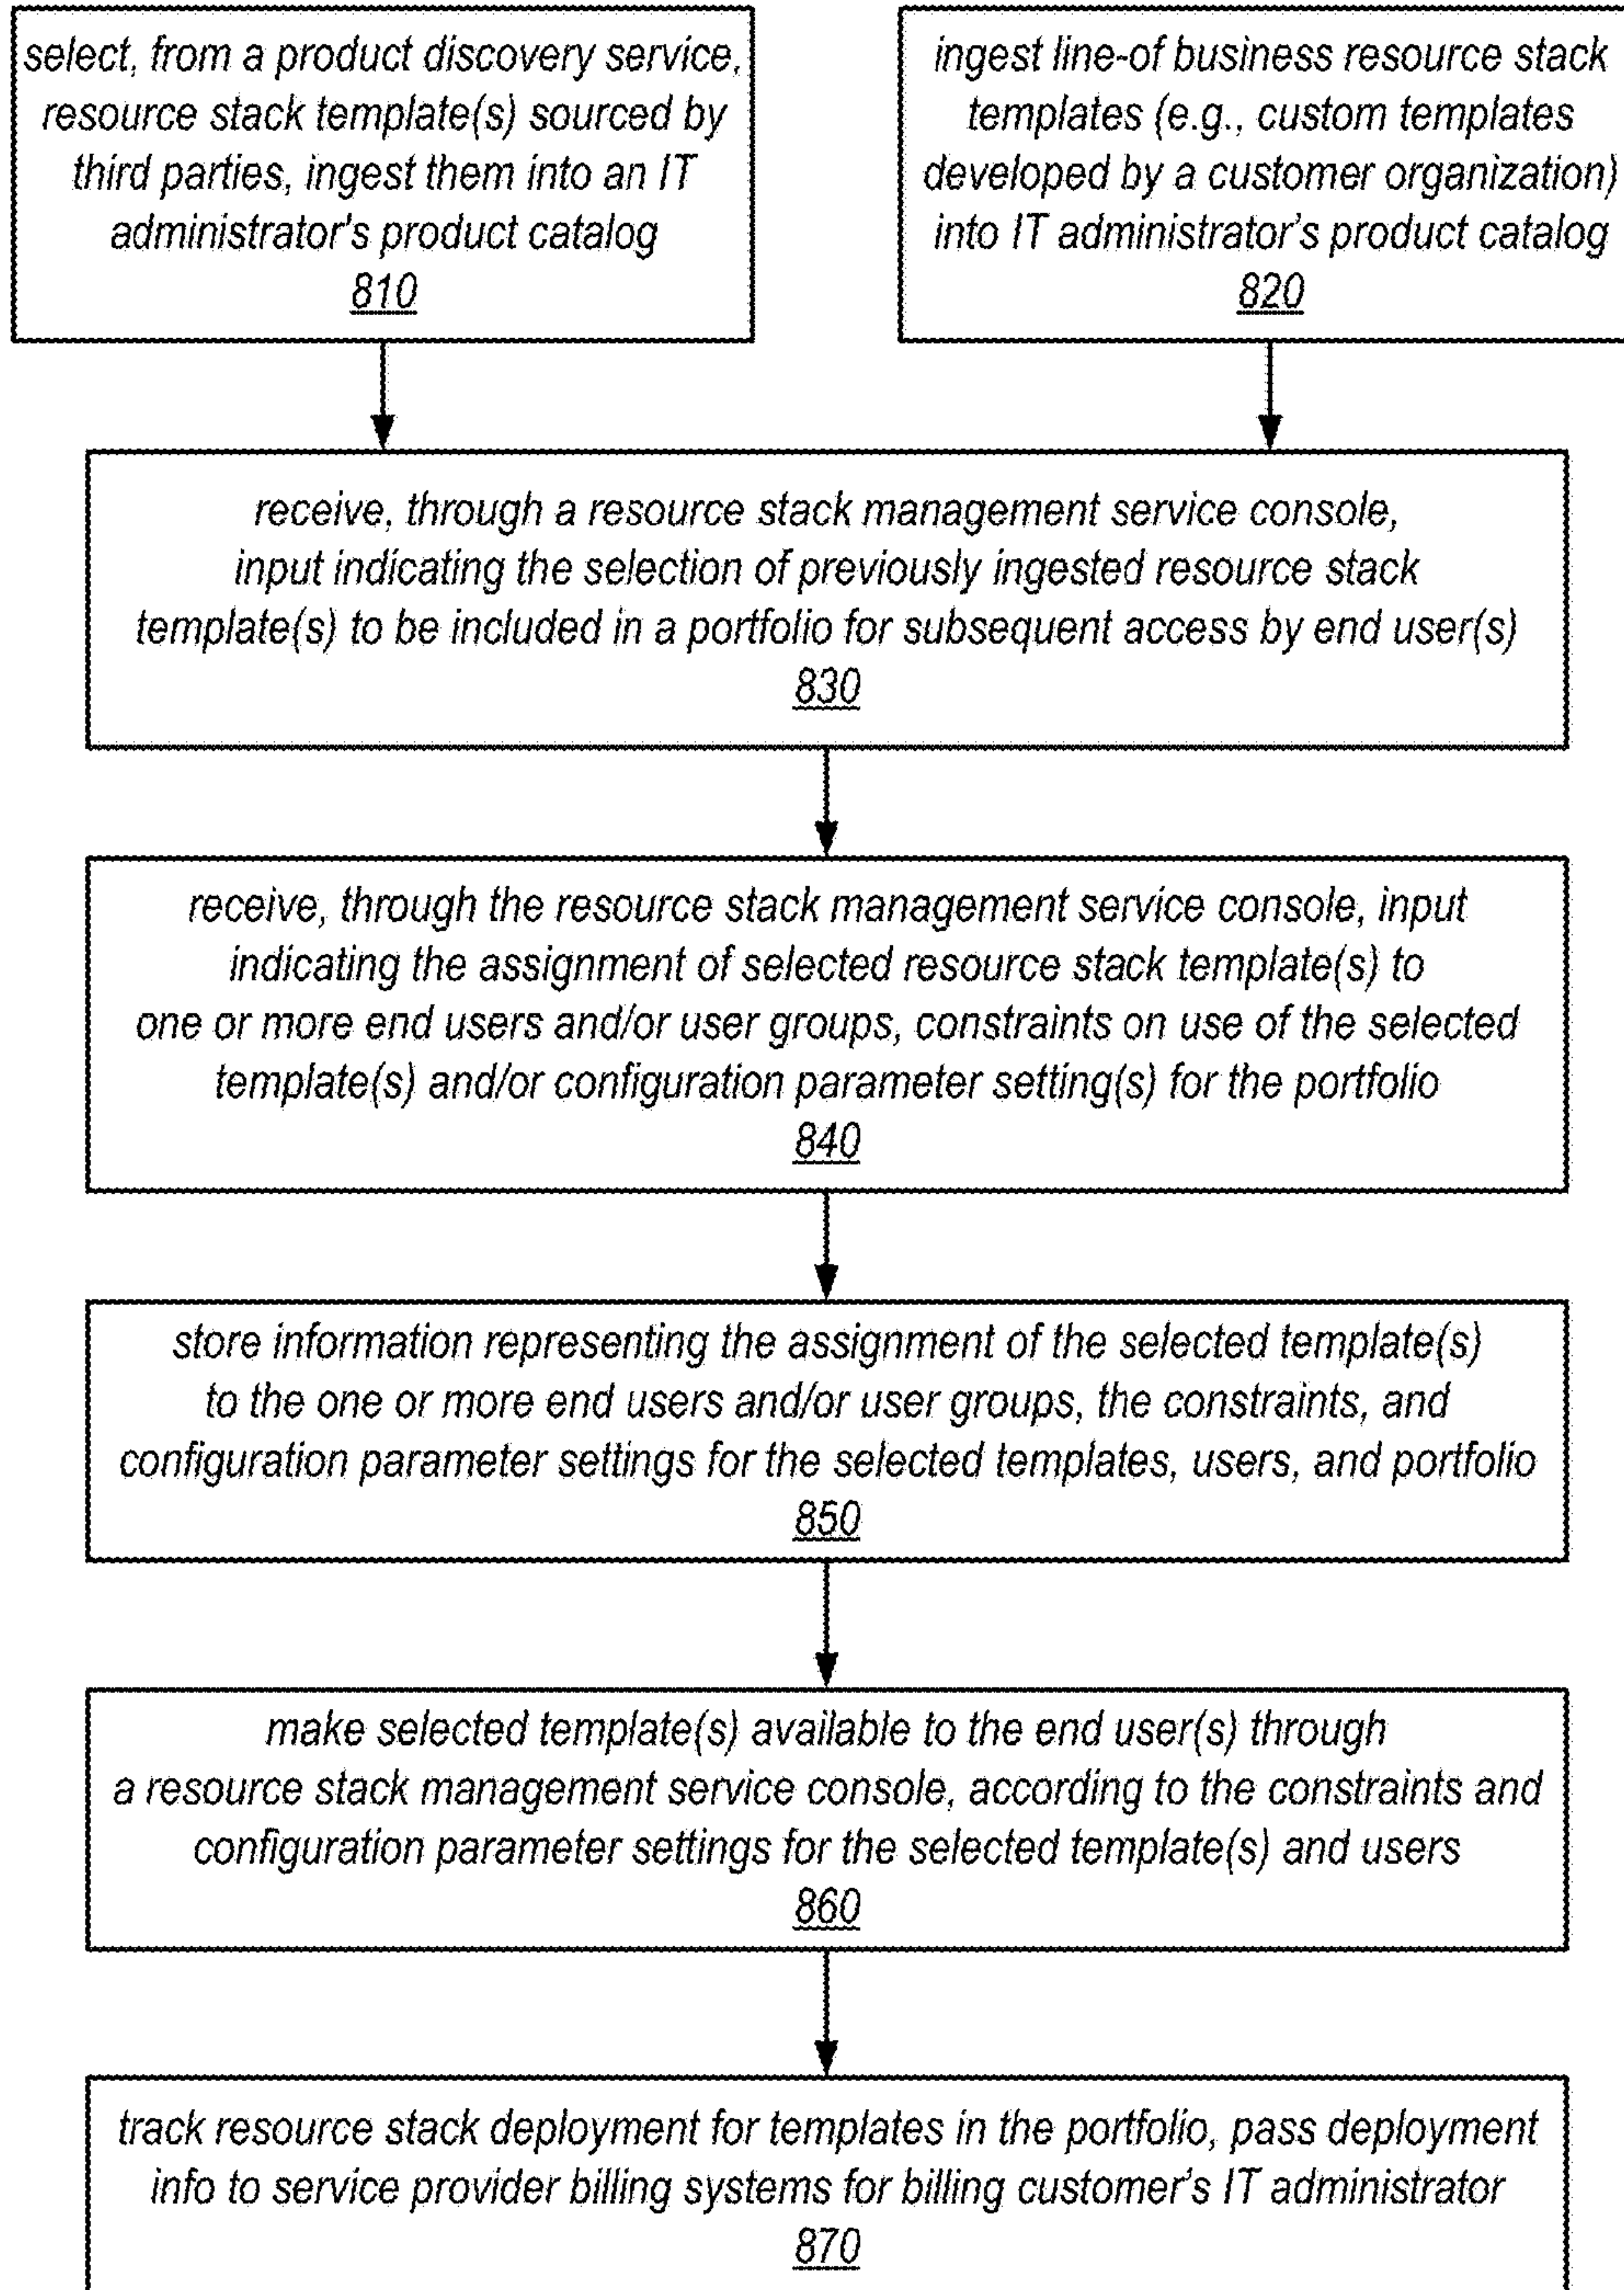 select, from a product discovery service,
resource stack template(s) sourced by
third parties, ingest them into an IT
administrator's product catalog
810
ingest line-of business resource stack
templates (e.g., custom templates
developed by a customer organization)
into IT administrator's product catalog
820
receive, through a resource stack management service console,
input indicating the selection of previously ingested resource stack
template(s) to be included in a portfolio for subsequent access by end user(s)
830
receive, through the resource stack management service console, input
indicating the assignment of selected resource stack template(s) to
one or more end users and/or user groups, constraints on use of the selected
template(s) and/or configuration parameter setting(s) for the portfolio
840
store information representing the assignment of the selected template(s)
to the one or more end users and/or user groups, the constraints, and
configuration parameter settings for the selected templates, users, and portfolio
850
make selected template(s) available to the end user(s) through
a resource stack management service console, according to the constraints and
configuration parameter settings for the selected template(s) and users
860
track resource stack deployment for templates in the portfolio, pass deployment
info to service provider billing systems for billing customer's IT administrator
870